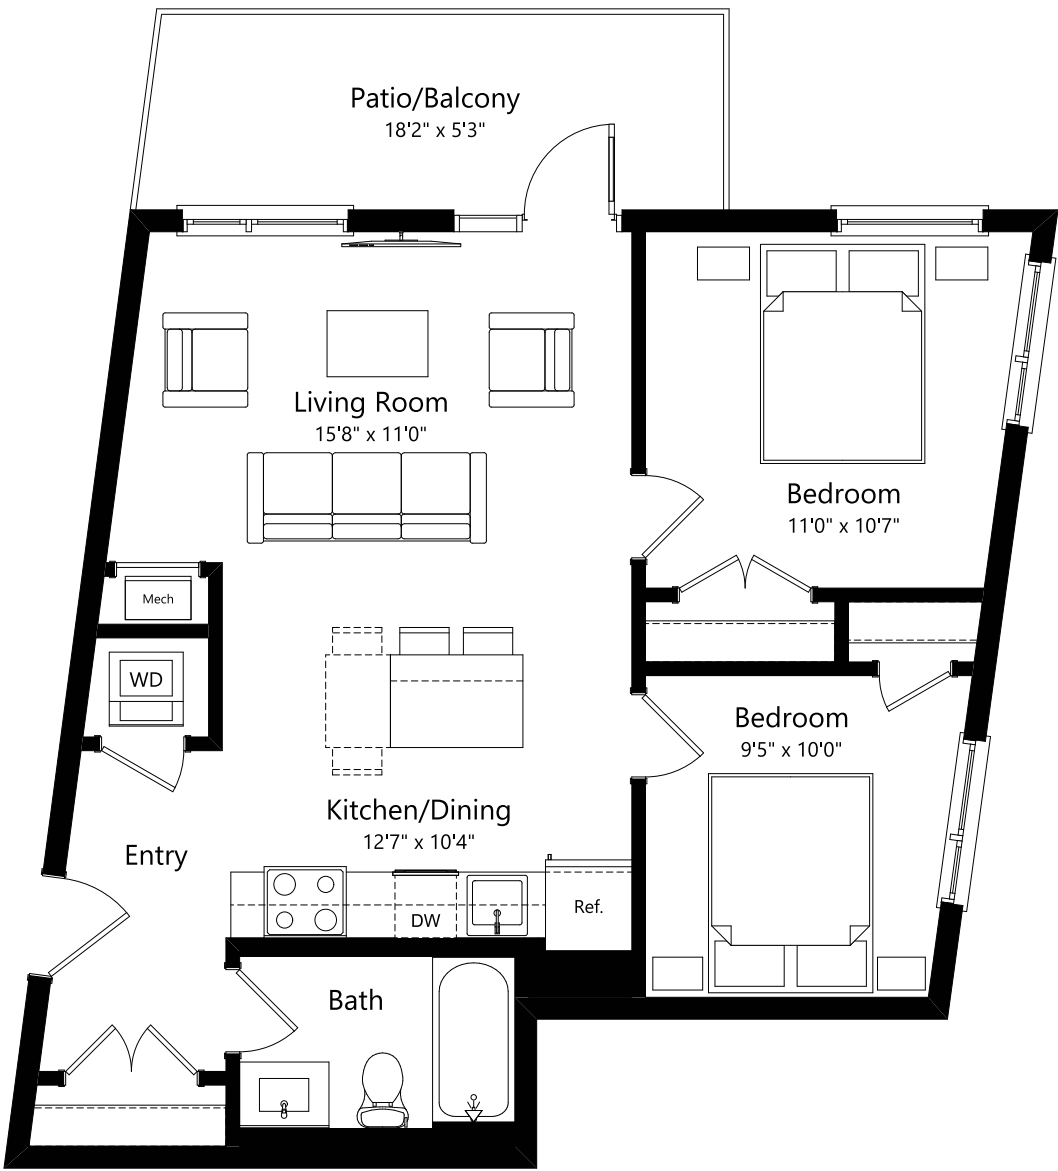 Patio/Balcony
18'2" x 5'3"
Living Room
15'8" x 11'0"
Bedroom
11'0" x 10'7"
Mech
WD
Bedroom
9'5" x 10'0"
Kitchen/Dining
12'7" x 10'4"
Entry
DW
Ref.
Bath